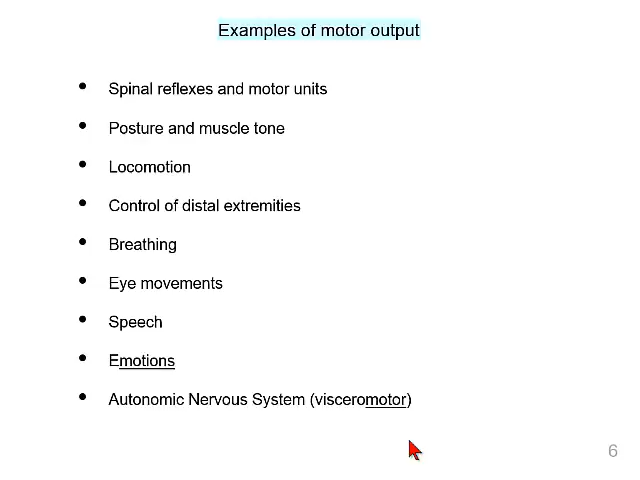 Examples of motor output
• Spinal reflexes and motor units
• Posture and muscle tone
• Locomotion
• Control of distal extremities
• Breathing
• Eye movements
• Speech
• Emotions
• Autonomic Nervous System (visceromotor)
6